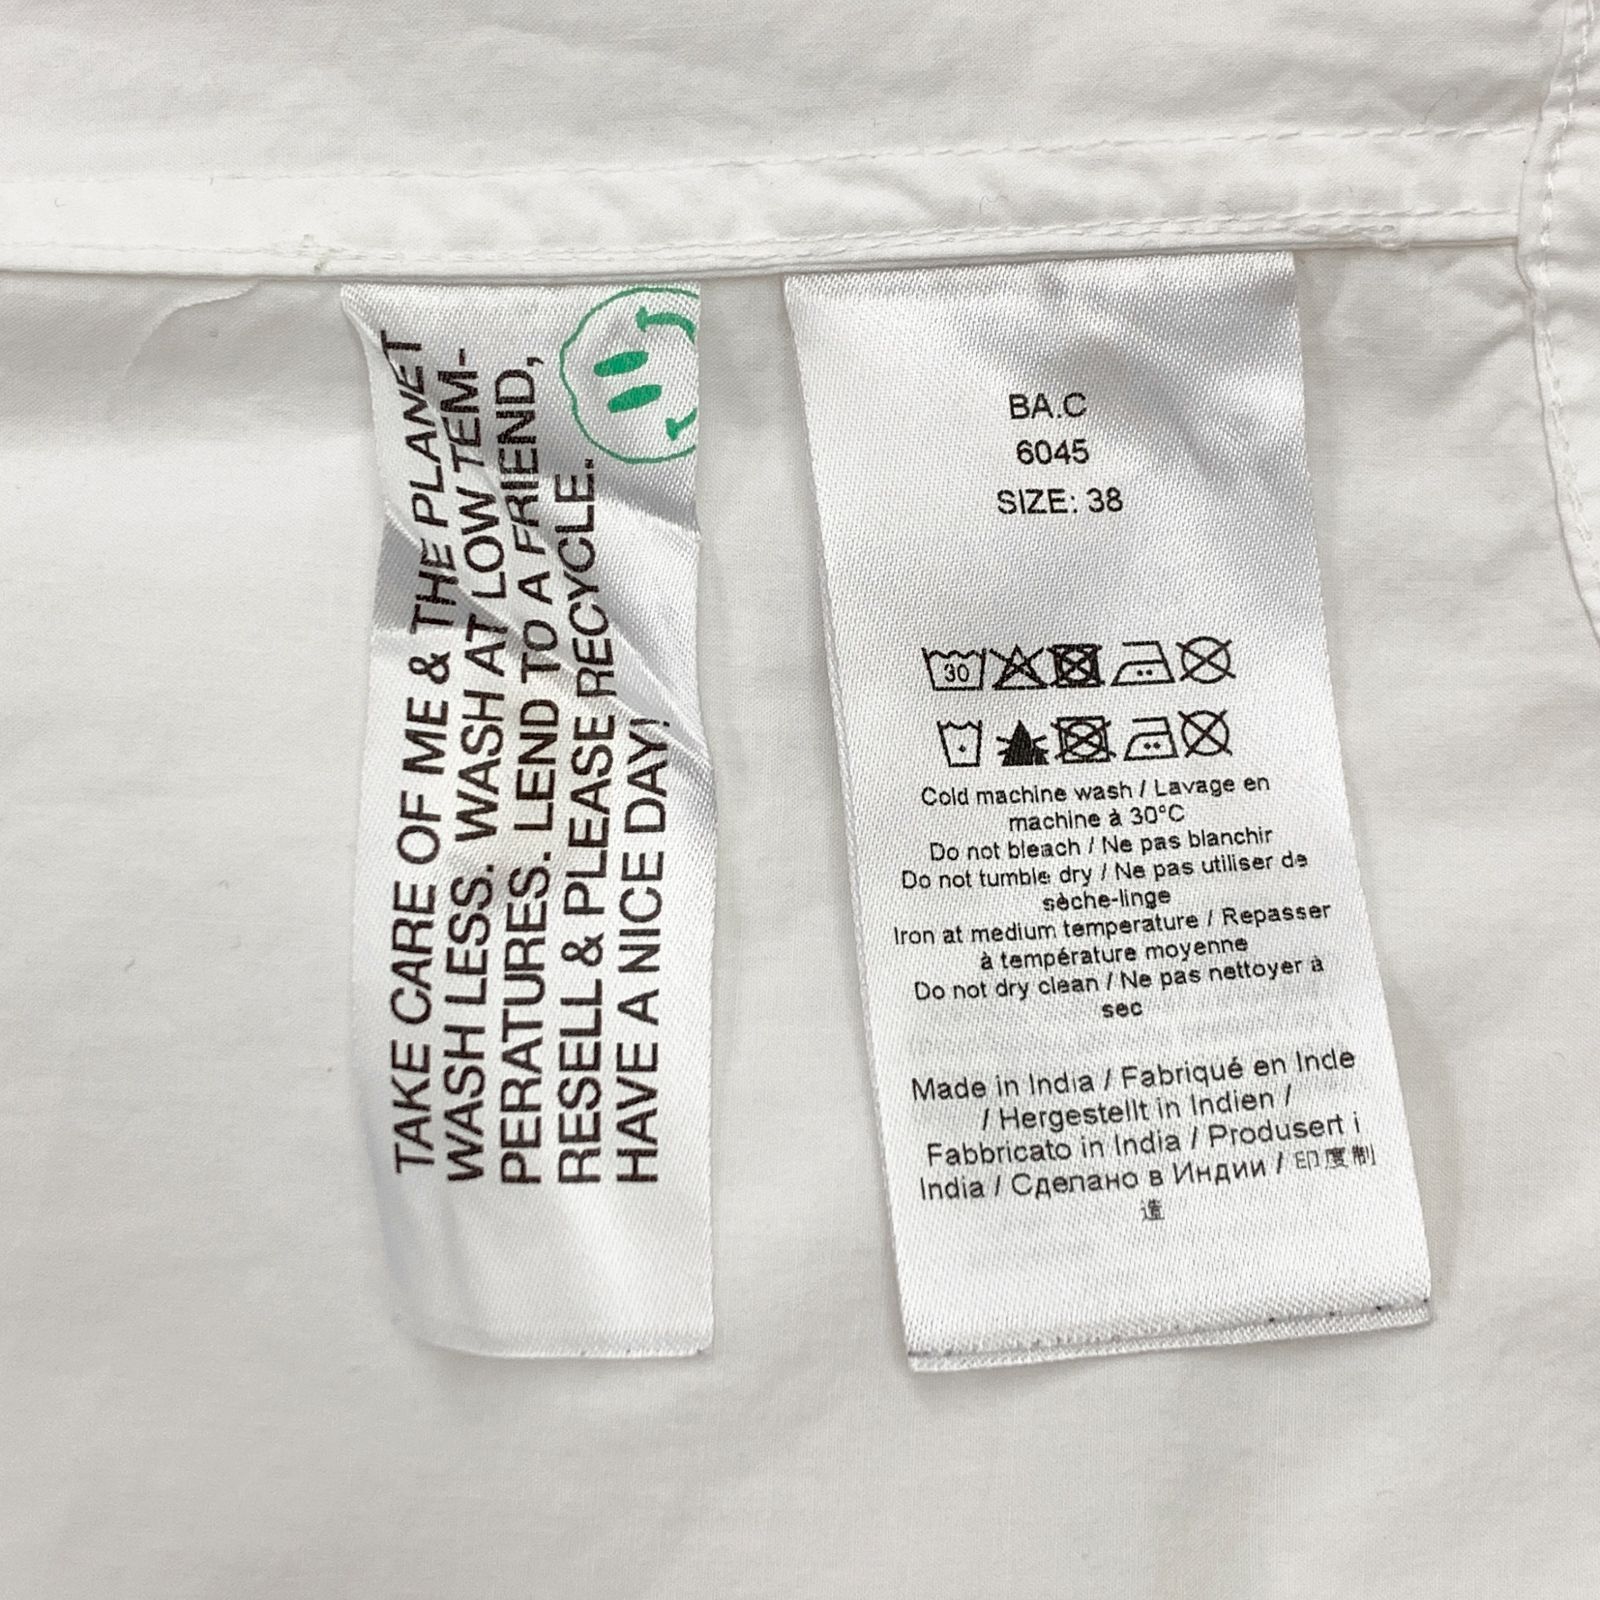 TAKE CARE OF ME & THE PLANET
WASH LESS. WASH AT LOW TEM-
PERATURES. LEND TO A FRIEND,
RESELL & PLEASE RECYCLE.
HAVE A NICE DAY!
BA.C
6045
SIZE: 38
30
Cold machine wash / Lavage en
machine à 30°C
Do not bleach / Ne pas blanchir
Do not tumble dry / Ne pas utiliser de
sèche-linge
Iron at medium temperature / Repasser
à température moyenne
Do not dry clean / Ne pas nettoyer à
sec
Made in India / Fabriqué en Inde
/ Hergestellt in Indien /
Fabbricato in India / Produsert i
India / Сделано в Индии / 印度制
造